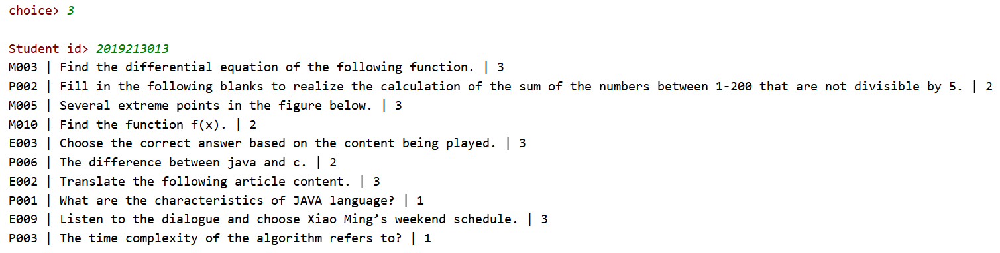 choice> 3
Student id> 2019213013
M003 | Find the differential equation of the following function. | 3
P002 | Fill in the following blanks to realize the calculation of the sum of the numbers between 1-200 that are not divisible by 5. | 2
M005 | Several extreme points in the figure below. | 3
M010 | Find the function f(x). | 2
E003 | Choose the correct answer based on the content being played. | 3
P006 | The difference between java and c. | 2
E002 | Translate the following article content. | 3
P001 | What are the characteristics of JAVA language? | 1
E009 | Listen to the dialogue and choose Xiao Ming’s weekend schedule. | 3
P003 | The time complexity of the algorithm refers to? | 1